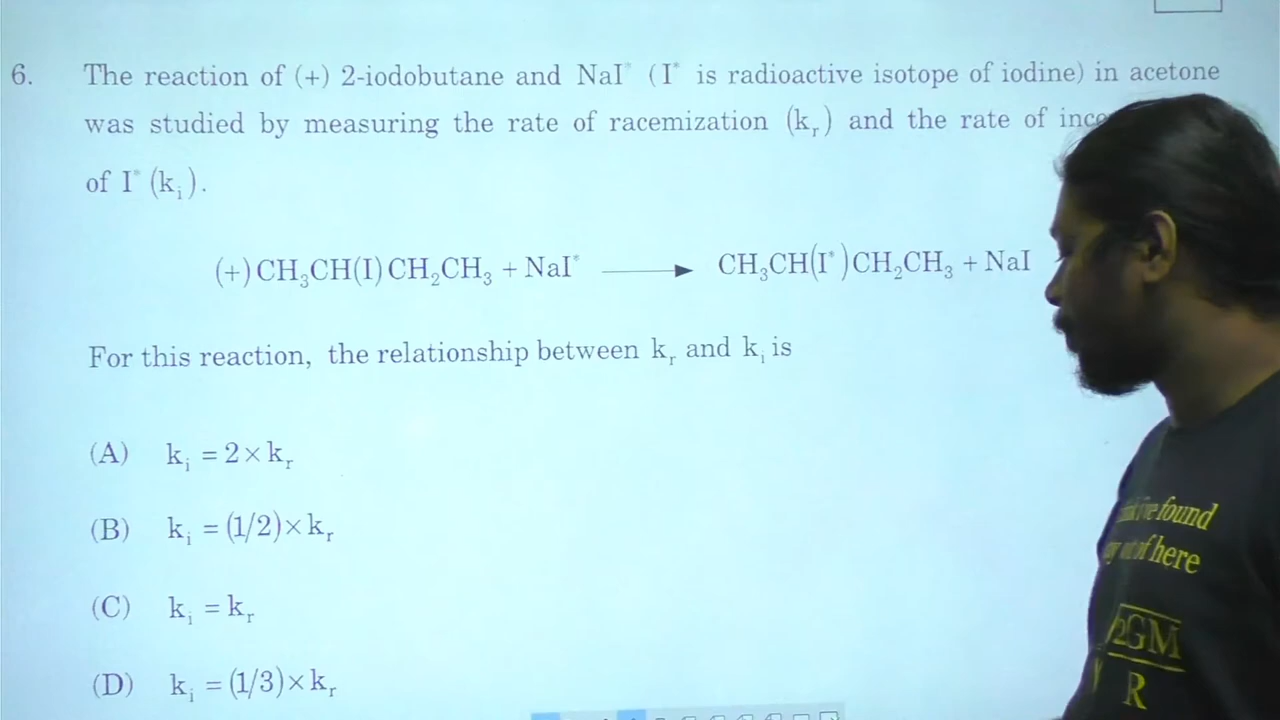 6. The reaction of (+) 2-iodobutane and NaI* (I* is radioactive isotope of iodine) in acetone
was studied by measuring the rate of racemization (kᵣ) and the rate of
of I* (kᵢ).
(+)CH₃CH(I)CH₂CH₃ + NaI* ⟶ CH₃CH(I*)CH₂CH₃ + NaI
For this reaction, the relationship between kᵣ and kᵢ is
(A) kᵢ = 2 × kᵣ
(B) kᵢ = (1/2) × kᵣ
(C) kᵢ = kᵣ
(D) kᵢ = (1/3) × kᵣ
found
of here
2GM
R